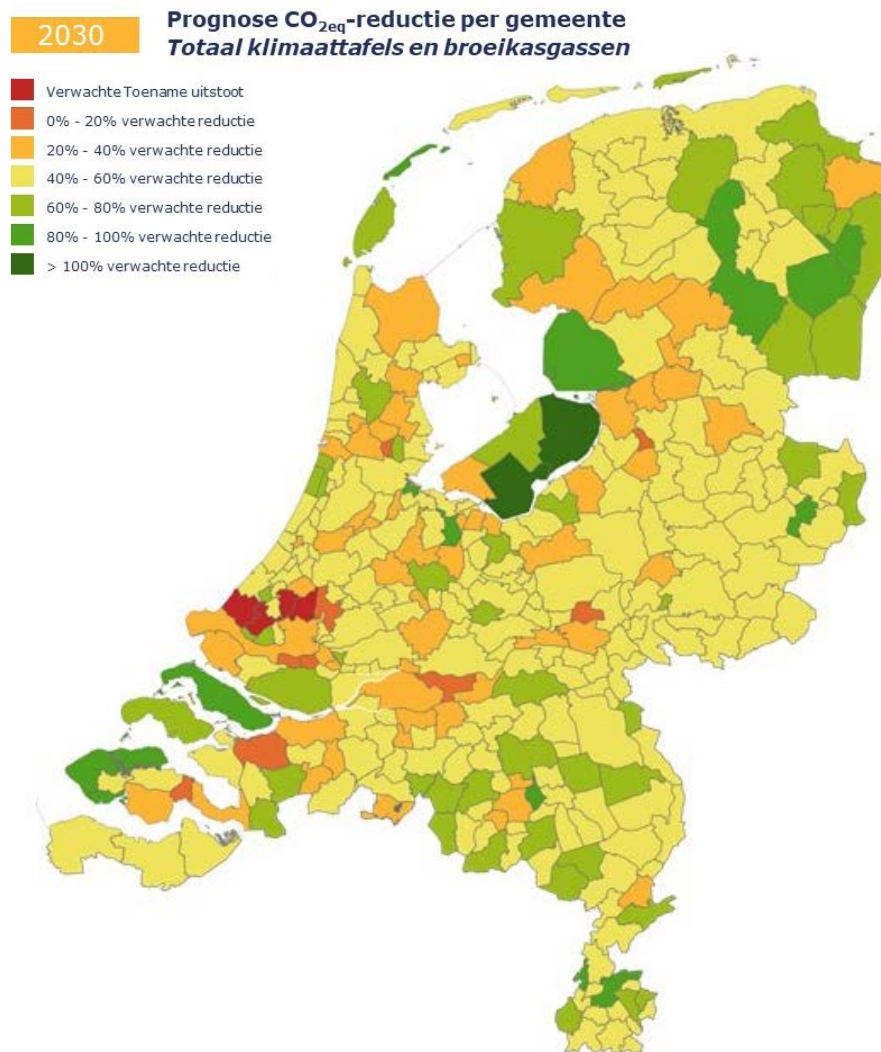 2030
Prognose CO2eq-reductie per gemeente
Totaal klimaattafels en broeikasgassen
Verwachte Toename uitstoot
0% - 20% verwachte reductie
20% - 40% verwachte reductie
40% - 60% verwachte reductie
60% - 80% verwachte reductie
80% - 100% verwachte reductie
> 100% verwachte reductie